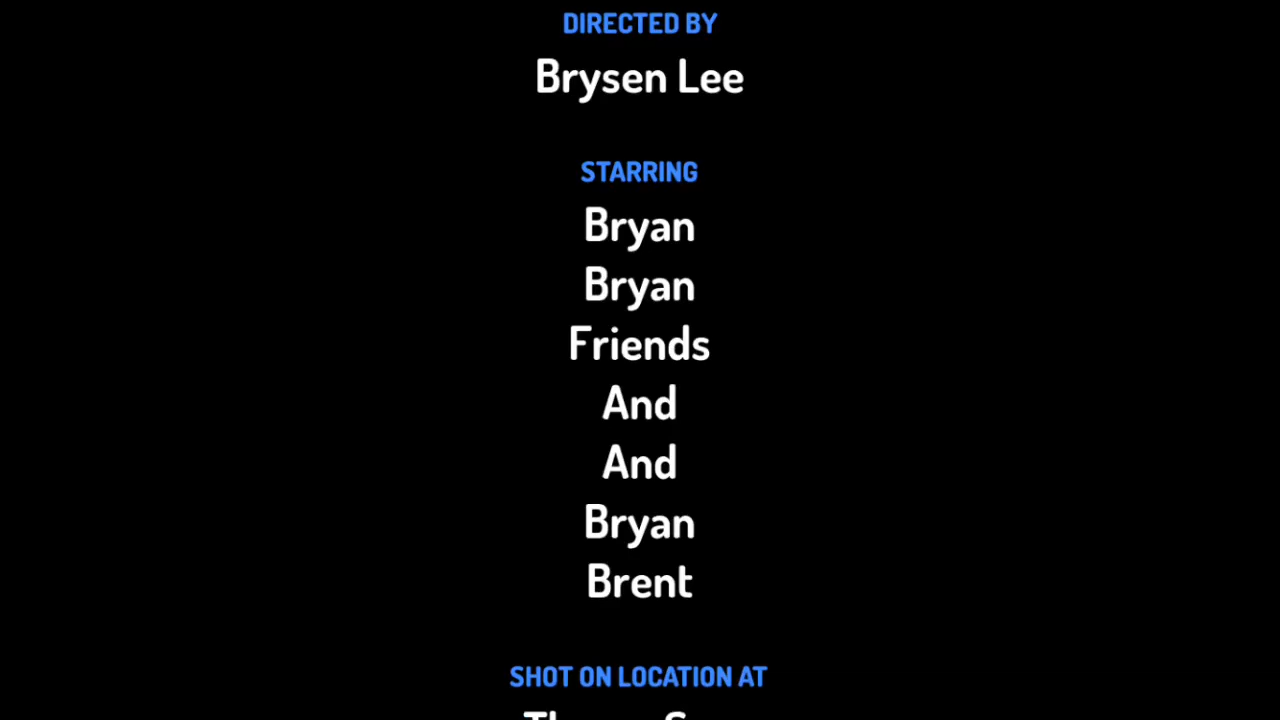 DIRECTED BY
Brysen Lee
STARRING
Bryan
Bryan
Friends
And
And
Bryan
Brent
SHOT ON LOCATION AT